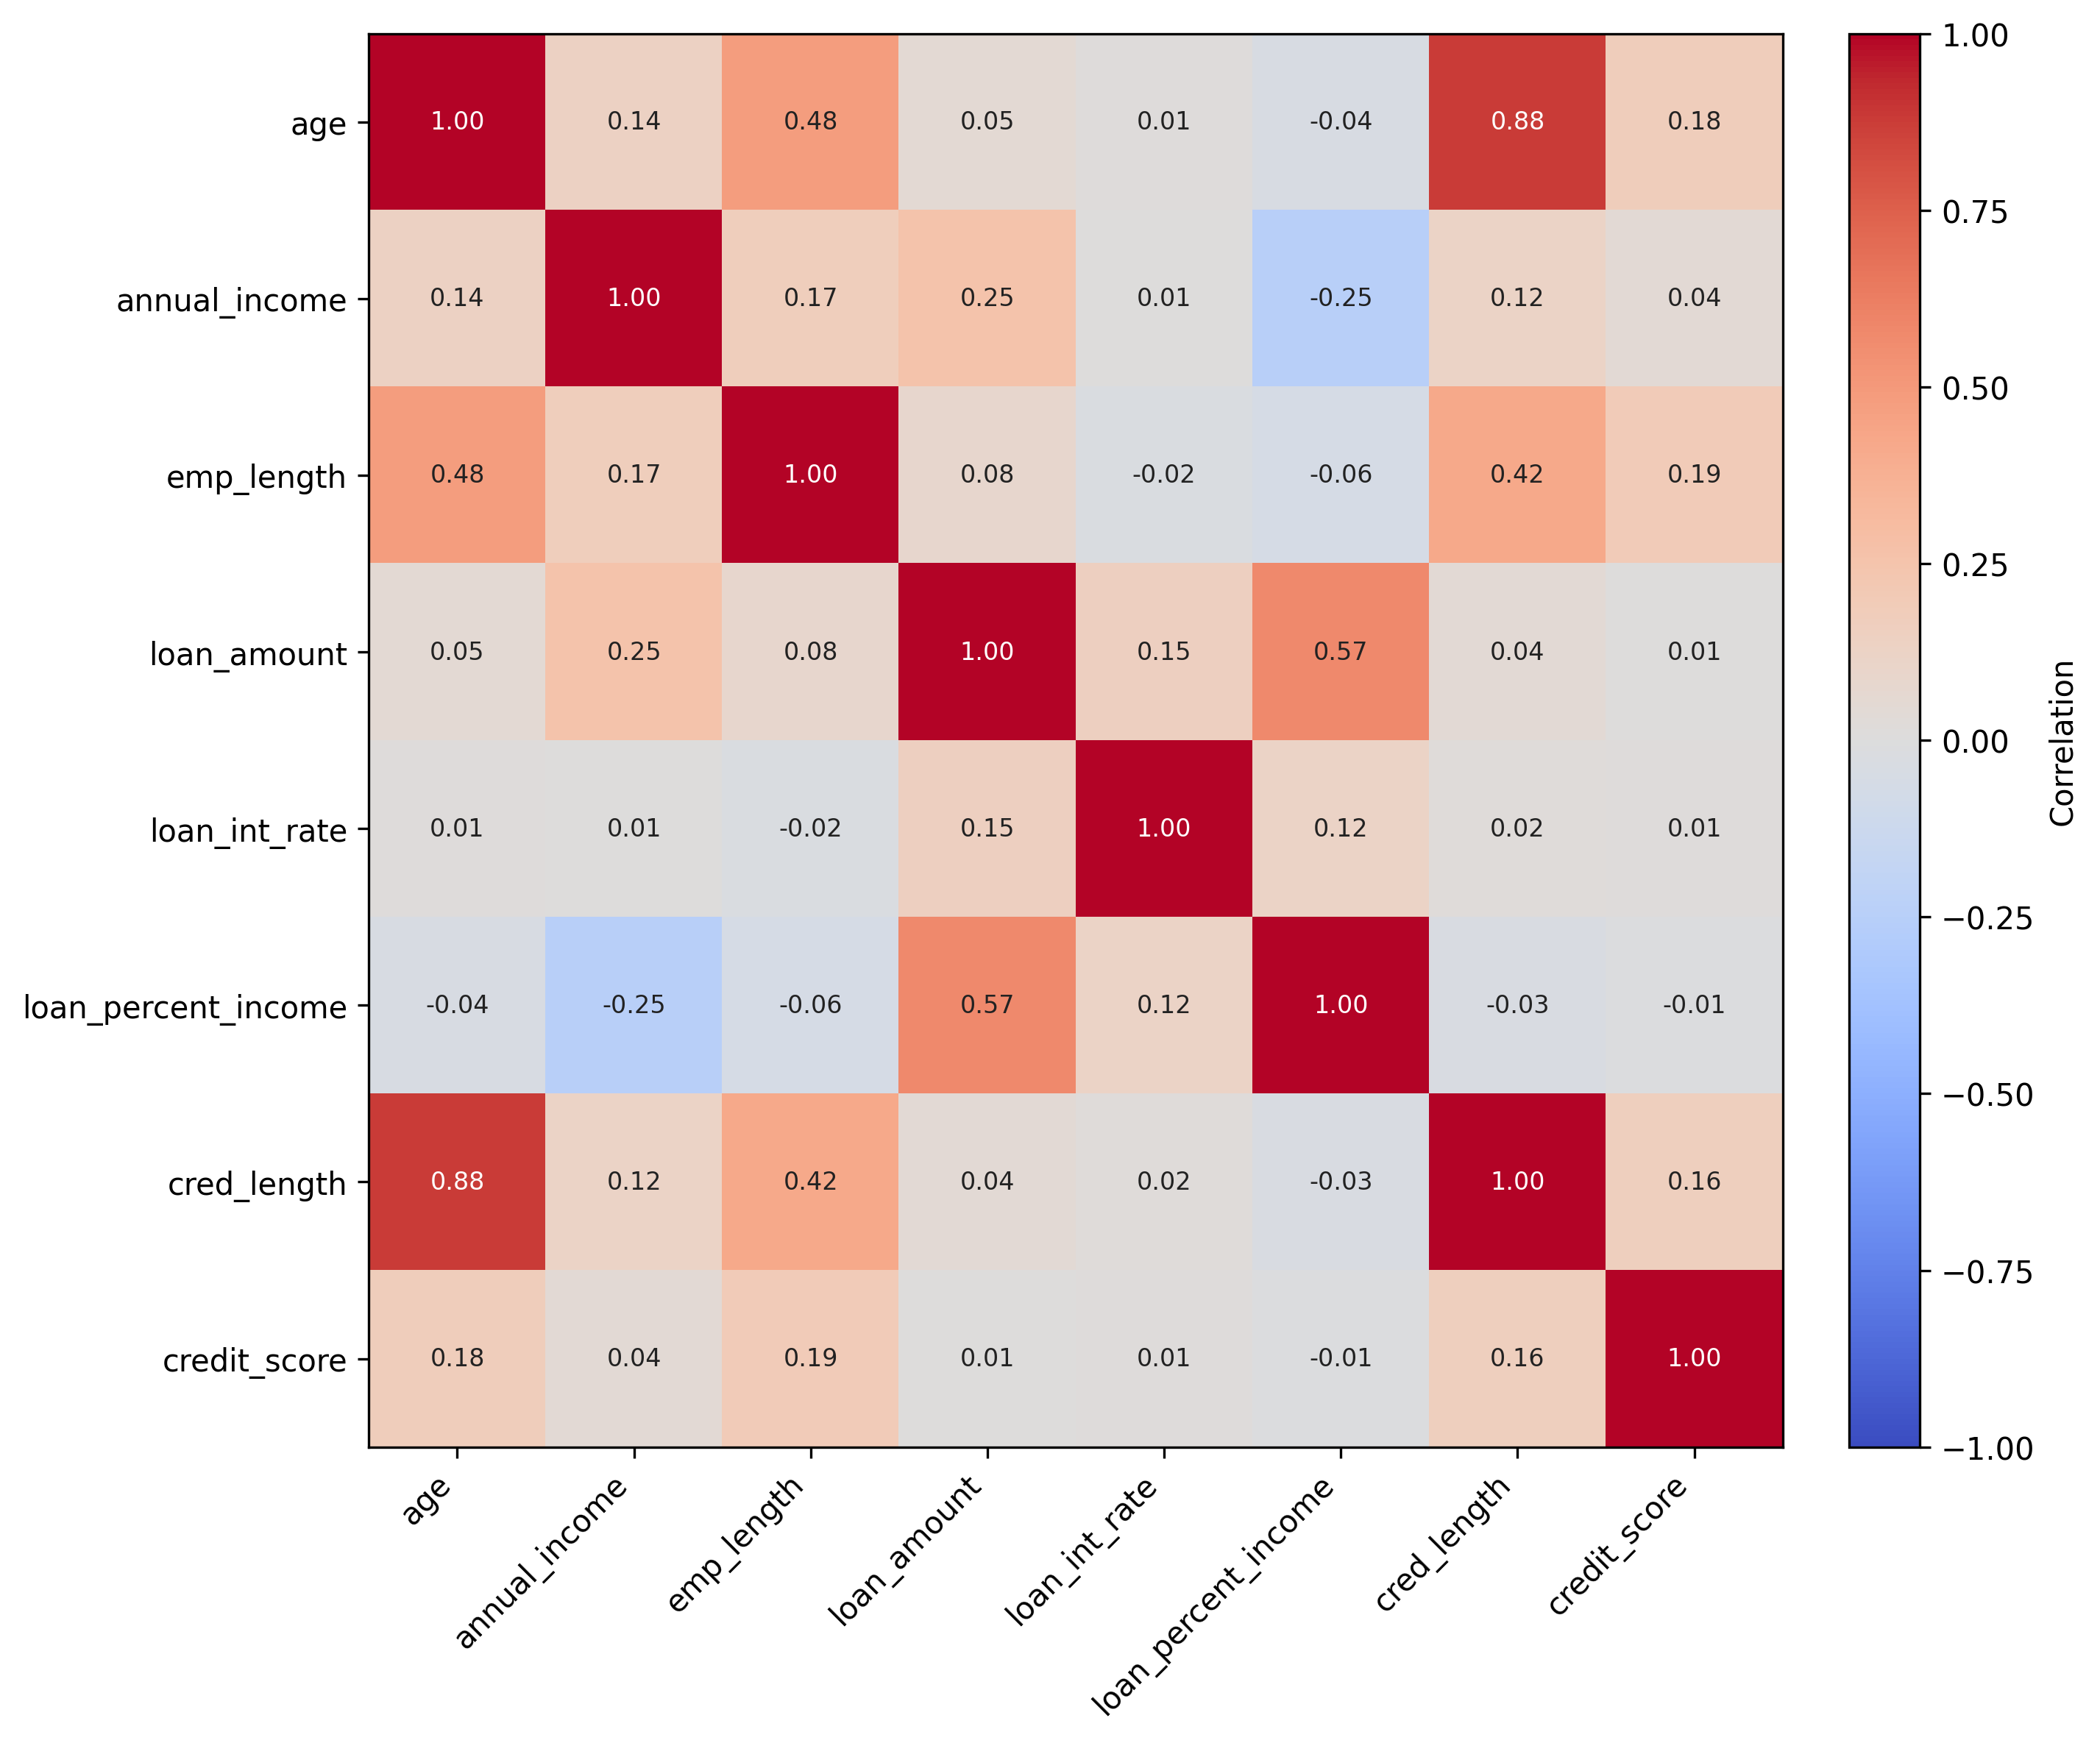 age 1.00 0.14 0.48 0.05 0.01 -0.04 0.88 0.18
annual_income 0.14 1.00 0.17 0.25 0.01 -0.25 0.12 0.04
emp_length 0.48 0.17 1.00 0.08 -0.02 -0.06 0.42 0.19
loan_amount 0.05 0.25 0.08 1.00 0.15 0.57 0.04 0.01
loan_int_rate 0.01 0.01 -0.02 0.15 1.00 0.12 0.02 0.01
loan_percent_income -0.04 -0.25 -0.06 0.57 0.12 1.00 -0.03 -0.01
cred_length 0.88 0.12 0.42 0.04 0.02 -0.03 1.00 0.16
credit_score 0.18 0.04 0.19 0.01 0.01 -0.01 0.16 1.00
age
annual_income
emp_length
loan_amount
loan_int_rate
loan_percent_income
cred_length
credit_score
1.00
0.75
0.50
0.25
0.00
−0.25
−0.50
−0.75
−1.00
Correlation